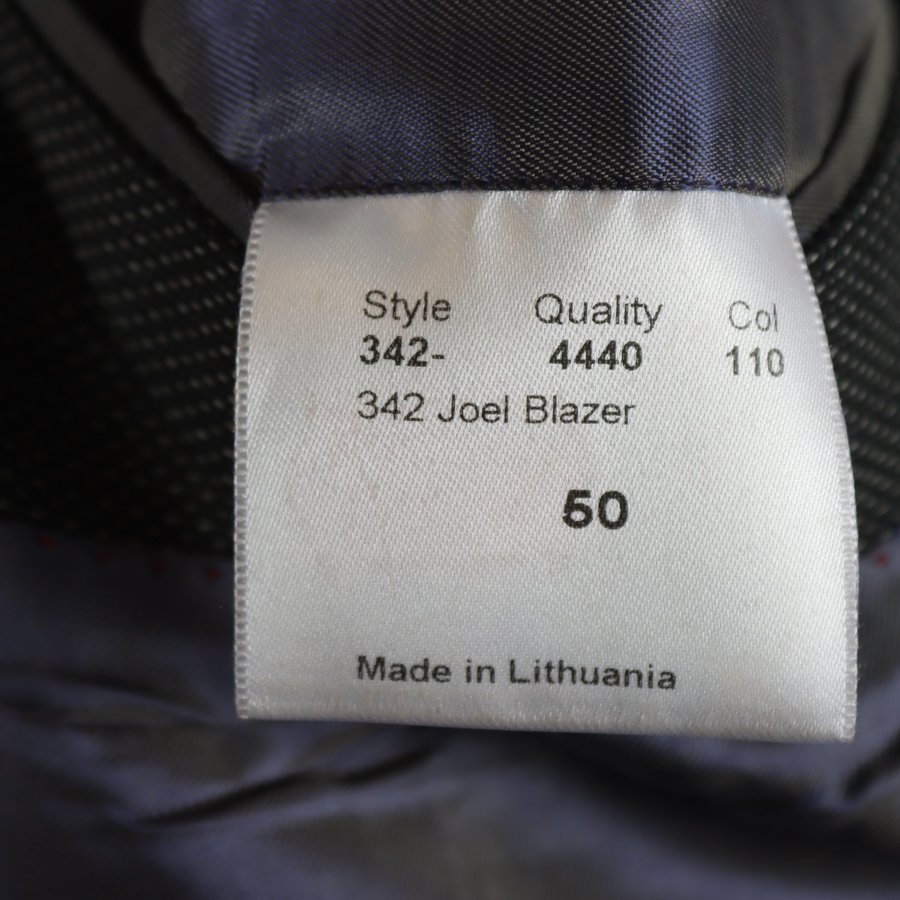 Style Quality Col
342- 4440 110
342 Joel Blazer
50
Made in Lithuania